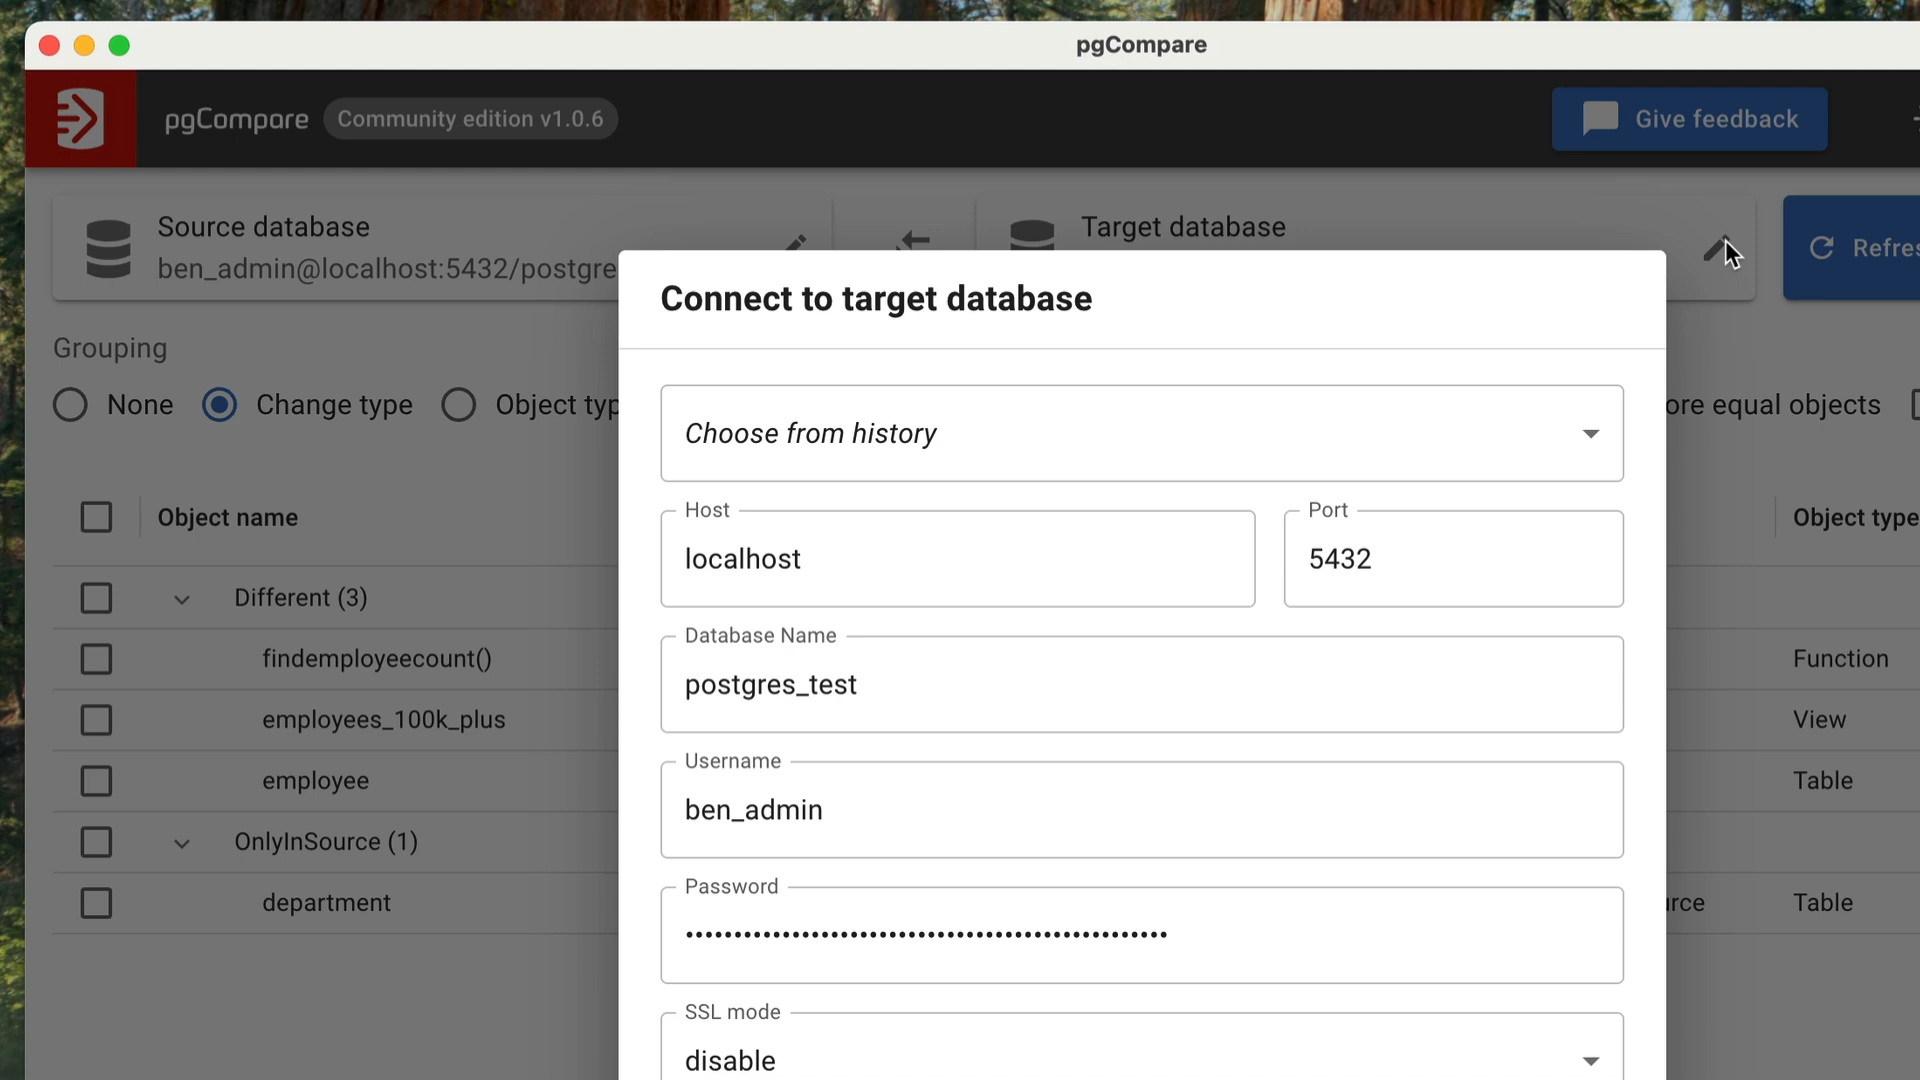 pgCompare
pgCompare
Community edition v1.0.6
Give feedback
Source database
ben_admin@localhost:5432/postgre
Target database
Refres
Connect to target database
Grouping
None
Change type
Object typ
ore equal objects
Choose from history
Host
localhost
Port
5432
Object name
Object type
Different (3)
findemployeecount()
Function
employees_100k_plus
View
employee
Table
OnlyInSource (1)
department
urce
Table
Database Name
postgres_test
Username
ben_admin
Password
SSL mode
disable